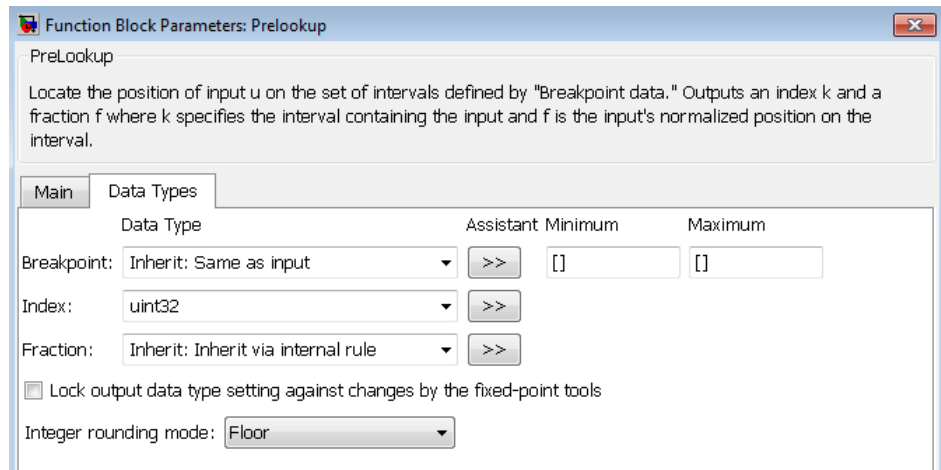 Function Block Parameters: Prelookup
PreLookup
Locate the position of input u on the set of intervals defined by "Breakpoint data." Outputs an index k and a
fraction f where k specifies the interval containing the input and f is the input's normalized position on the
interval.
Main Data Types
Data Type Assistant Minimum Maximum
Breakpoint: Inherit: Same as input >> [] []
Index: uint32 >>
Fraction: Inherit: Inherit via internal rule >>
Lock output data type setting against changes by the fixed-point tools
Integer rounding mode: Floor